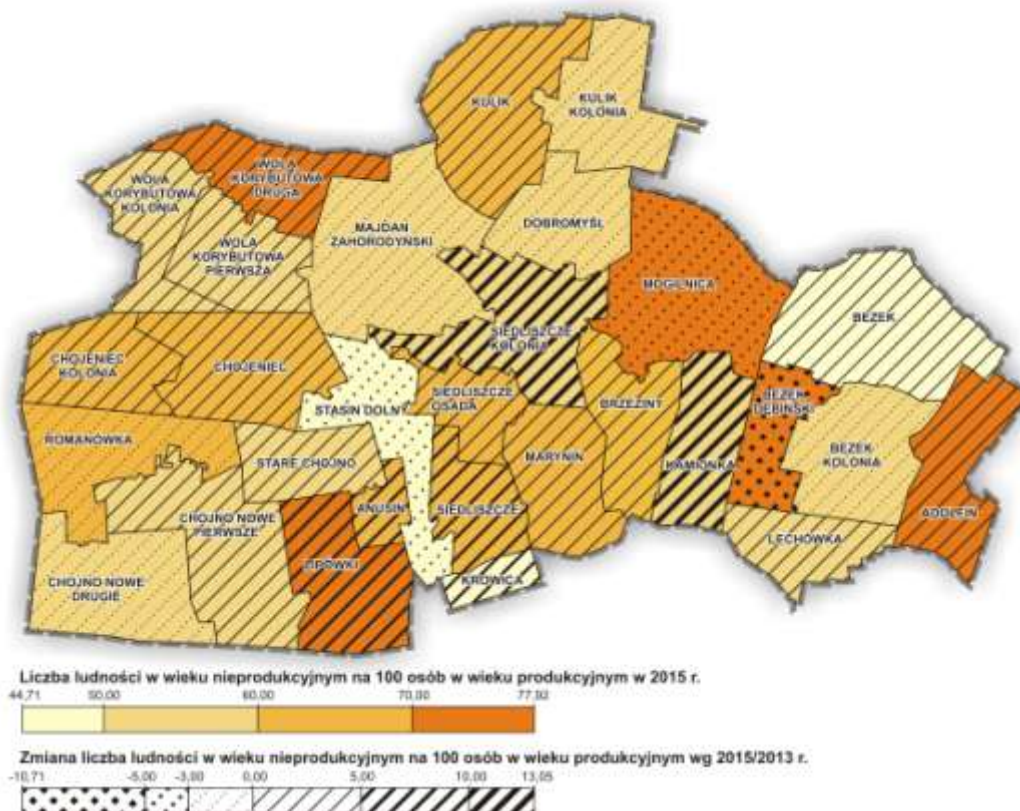 KULIK
KULIK
KOLONIA
WOLA
KORYBUTOWA
DRUGA
WOLA
KORYBUTOWA
KOLONIA
MAJDAN
ZAHORODYŃSKI
DOBROMYŚL
WOLA
KORYBUTOWA
PIERWSZA
MOGILNICA
BEZEK
SIEDLISZCZE
KOLONIA
CHOJENIEC
KOLONIA
CHOJENIEC
STASIN DOLNY
SIEDLISZCZE
OSADA
BRZEZINY
BEZEK
DĘBIŃSKI
ROMANÓWKA
STARE CHOJNO
MARYNIN
KAMIONKA
BEZEK
KOLONIA
ADOLFIN
CHOJNO NOWE
PIERWSZE
ANUSIN
SIEDLISZCZE
LECHÓWKA
LIPÓWKI
CHOJNO NOWE
DRUGIE
KROWICA
Liczba ludności w wieku nieprodukcyjnym na 100 osób w wieku produkcyjnym w 2015 r.
44,71 50,00 60,00 70,00 77,92
Zmiana liczba ludności w wieku nieprodukcyjnym na 100 osób w wieku produkcyjnym wg 2015/2013 r.
-10,71 -5,00 -3,00 0,00 5,00 10,00 13,05